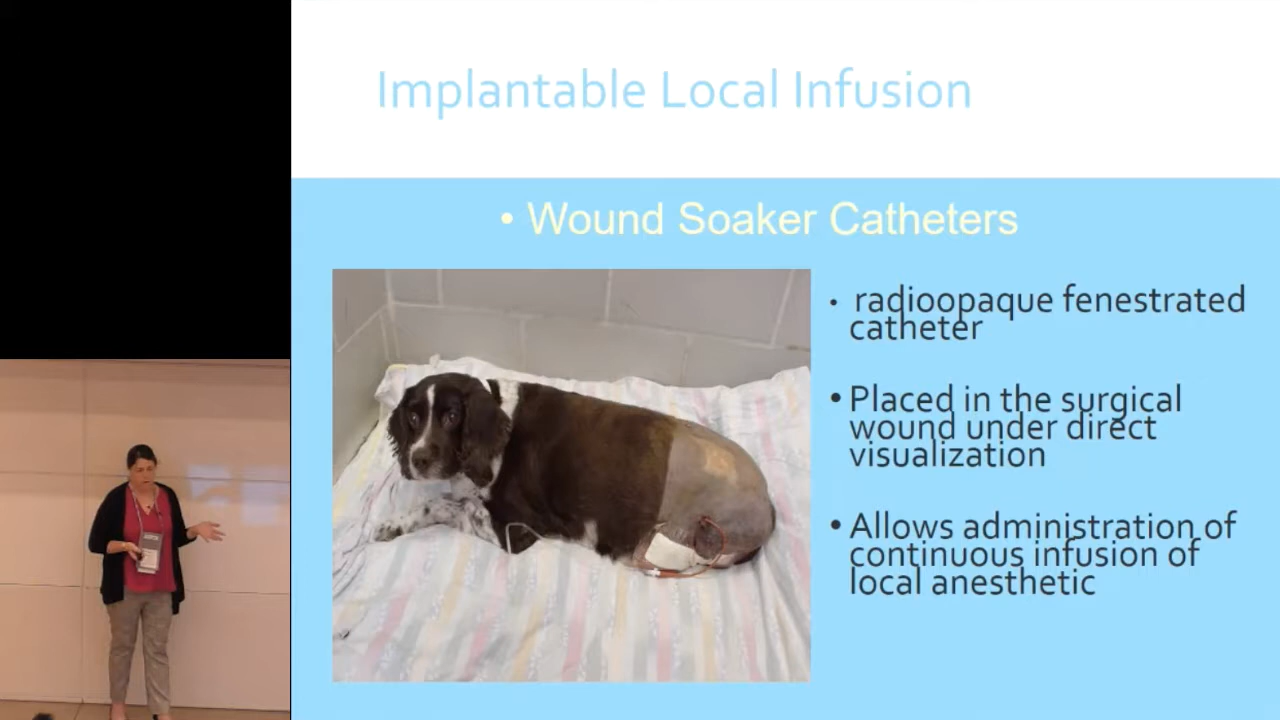 Implantable Local Infusion
• Wound Soaker Catheters
• radioopaque fenestrated
catheter
• Placed in the surgical
wound under direct
visualization
• Allows administration of
continuous infusion of
local anesthetic